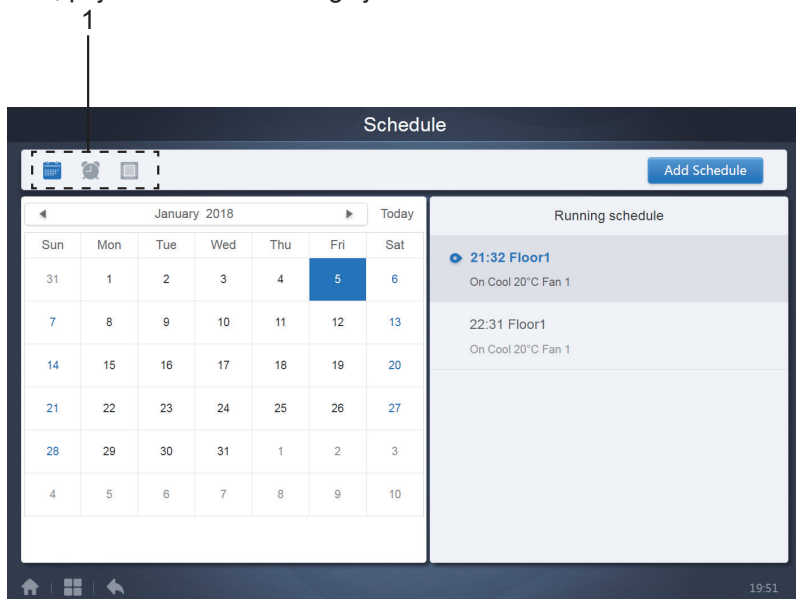 1
Schedule
Add Schedule
January 2018 Today
Sun Mon Tue Wed Thu Fri Sat
31 1 2 3 4 5 6
7 8 9 10 11 12 13
14 15 16 17 18 19 20
21 22 23 24 25 26 27
28 29 30 31 1 2 3
4 5 6 7 8 9 10
Running schedule
21:32 Floor1
On Cool 20°C Fan 1
22:31 Floor1
On Cool 20°C Fan 1
19:51